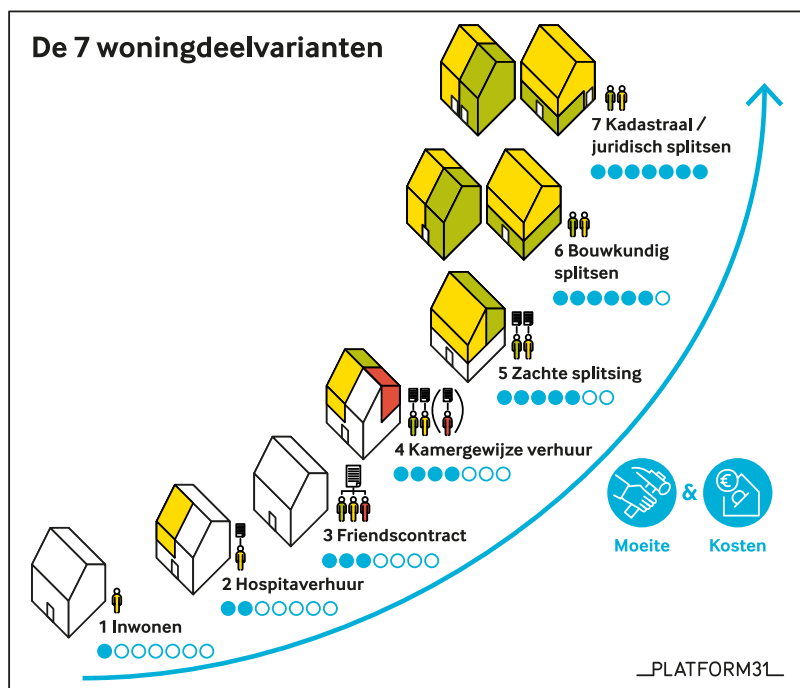 De 7 woningdeelvarianten
7 Kadastraal /
juridisch splitsen
6 Bouwkundig
splitsen
5 Zachte splitsing
4 Kamergewijze verhuur
3 Friendscontract
2 Hospitaverhuur
1 Inwonen
€
&
Moeite
Kosten
PLATFORM31